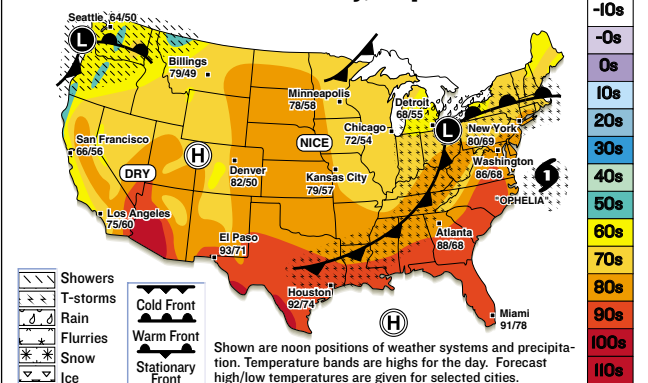 Seattle 64/50
L
Billings
79/49
Minneapolis
78/58
Detroit
68/55
Chicago
72/54
L
New York
80/69
San Francisco
66/56
H
NICE
DRY
Denver
82/50
Kansas City
79/57
Washington
86/68
1
"OPHELIA"
Los Angeles
75/60
El Paso
93/71
Atlanta
88/68
Houston
92/74
H
Miami
91/78
Showers
T-storms
Rain
Flurries
Snow
Ice
Cold Front
Warm Front
Stationary
Front
Shown are noon positions of weather systems and precipita-
tion. Temperature bands are highs for the day. Forecast
high/low temperatures are given for selected cities.
-10s
-0s
0s
10s
20s
30s
40s
50s
60s
70s
80s
90s
100s
110s